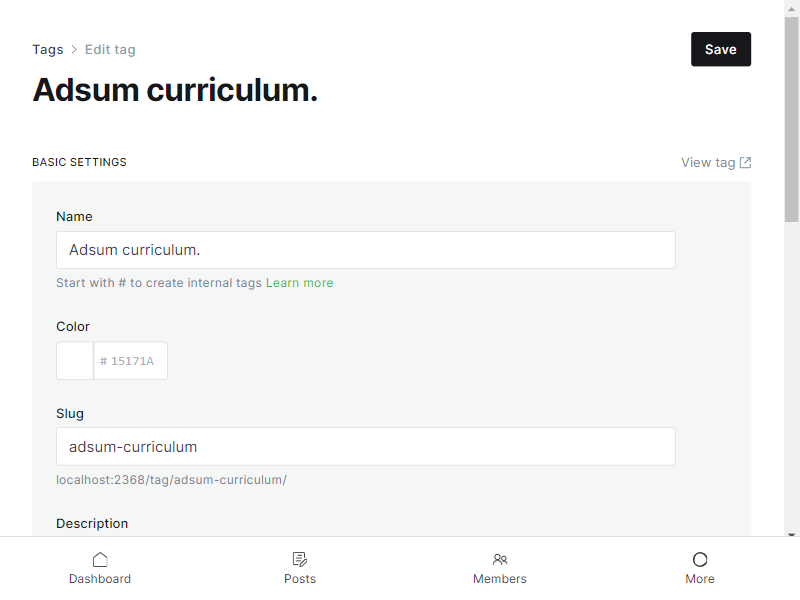 Tags > Edit tag
Save
Adsum curriculum.
BASIC SETTINGS
View tag
Name
Adsum curriculum.
Start with # to create internal tags Learn more
Color
# 15171A
Slug
adsum-curriculum
localhost:2368/tag/adsum-curriculum/
Description
Dashboard
Posts
Members
More